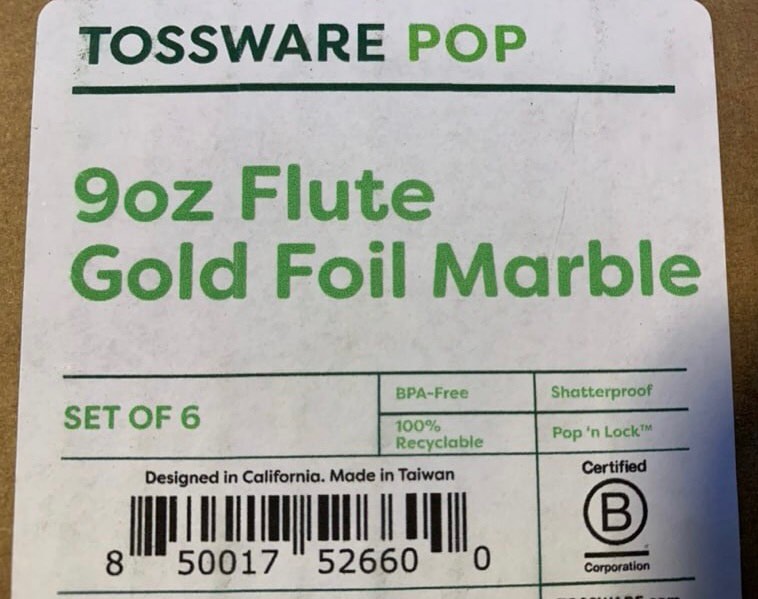 TOSSWARE POP
9oz Flute
Gold Foil Marble
SET OF 6
BPA-Free
Shatterproof
100%
Recyclable
Pop 'n Lock™
Designed in California. Made in Taiwan
8 50017 52660 0
Certified
B
Corporation